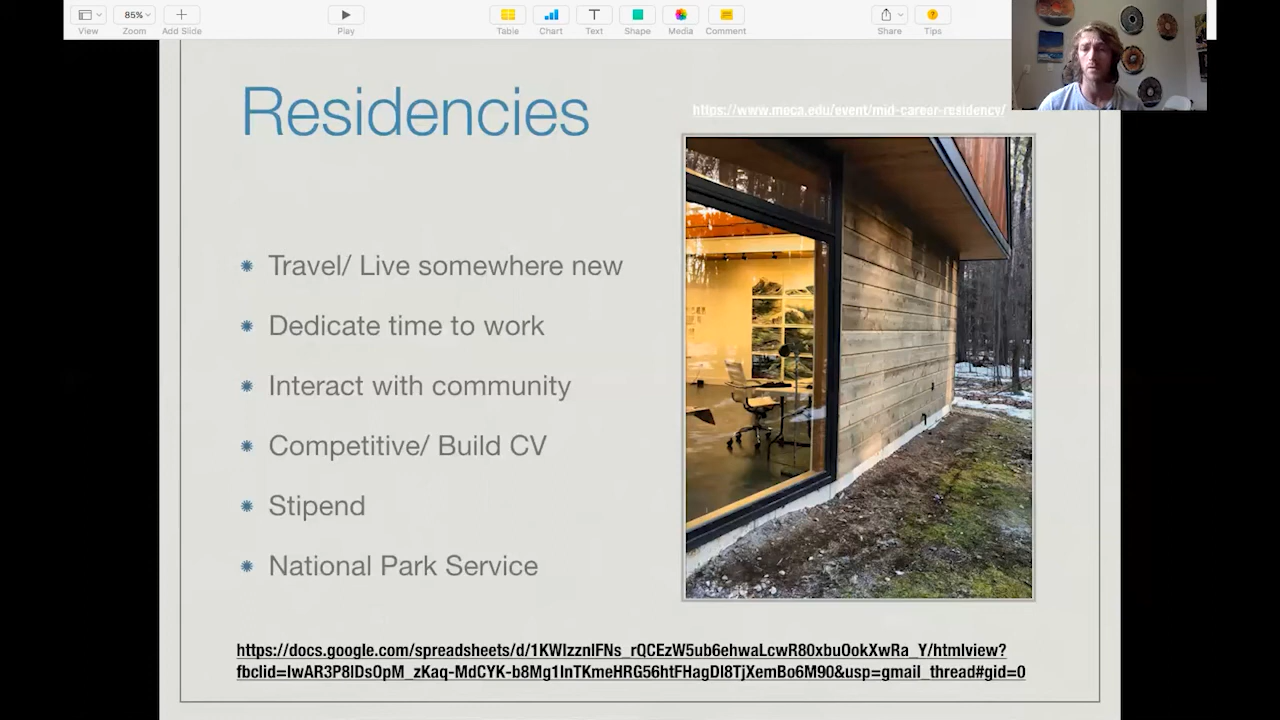 View
85%
Zoom
Add Slide
Play
Table
Chart
Text
Shape
Media
Comment
Share
Tips
Residencies
https://www.meca.edu/event/mid-career-residency/
Travel/ Live somewhere new
Dedicate time to work
Interact with community
Competitive/ Build CV
Stipend
National Park Service
https://docs.google.com/spreadsheets/d/1KWIzznIFNs_rQCEzW5ub6ehwaLcwR80xbuOokXwRa_Y/htmlview?
fbclid=IwAR3P8lDsOpM_zKaq-MdCYK-b8Mg1InTKmeHRG56htFHagDI8TjXemBo6M90&usp=gmail_thread#gid=0